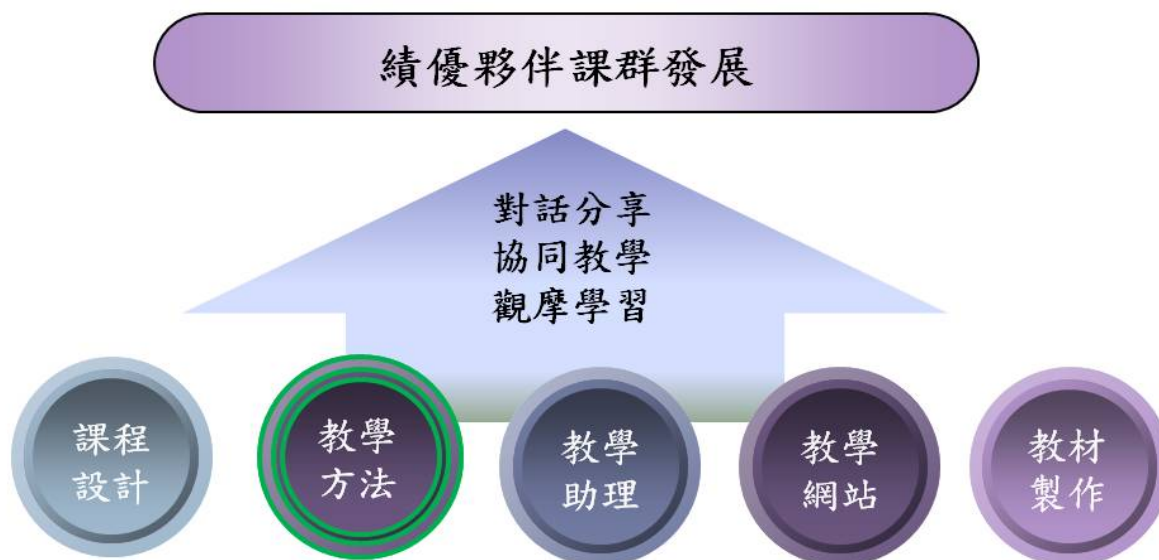 績優夥伴課群發展
對話分享
協同教學
觀摩學習
課程
設計
教學
方法
教學
助理
教學
網站
教材
製作